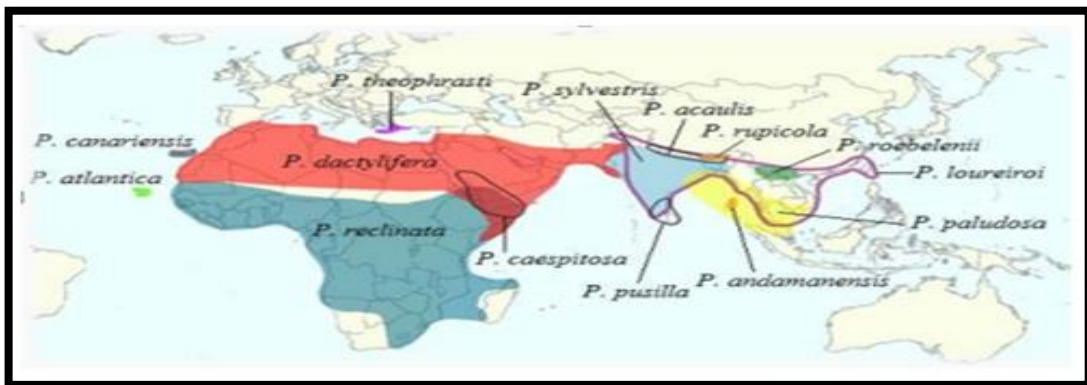 P. theophrasti
P. sylvestris
P. acaulis
P. rupicola
P. canariensis
P. roebelenii
P. dactylifera
P. loureiroi
P. atlantica
P. reclinata
P. paludosa
P. caespitosa
P. andamanensis
P. pusilla